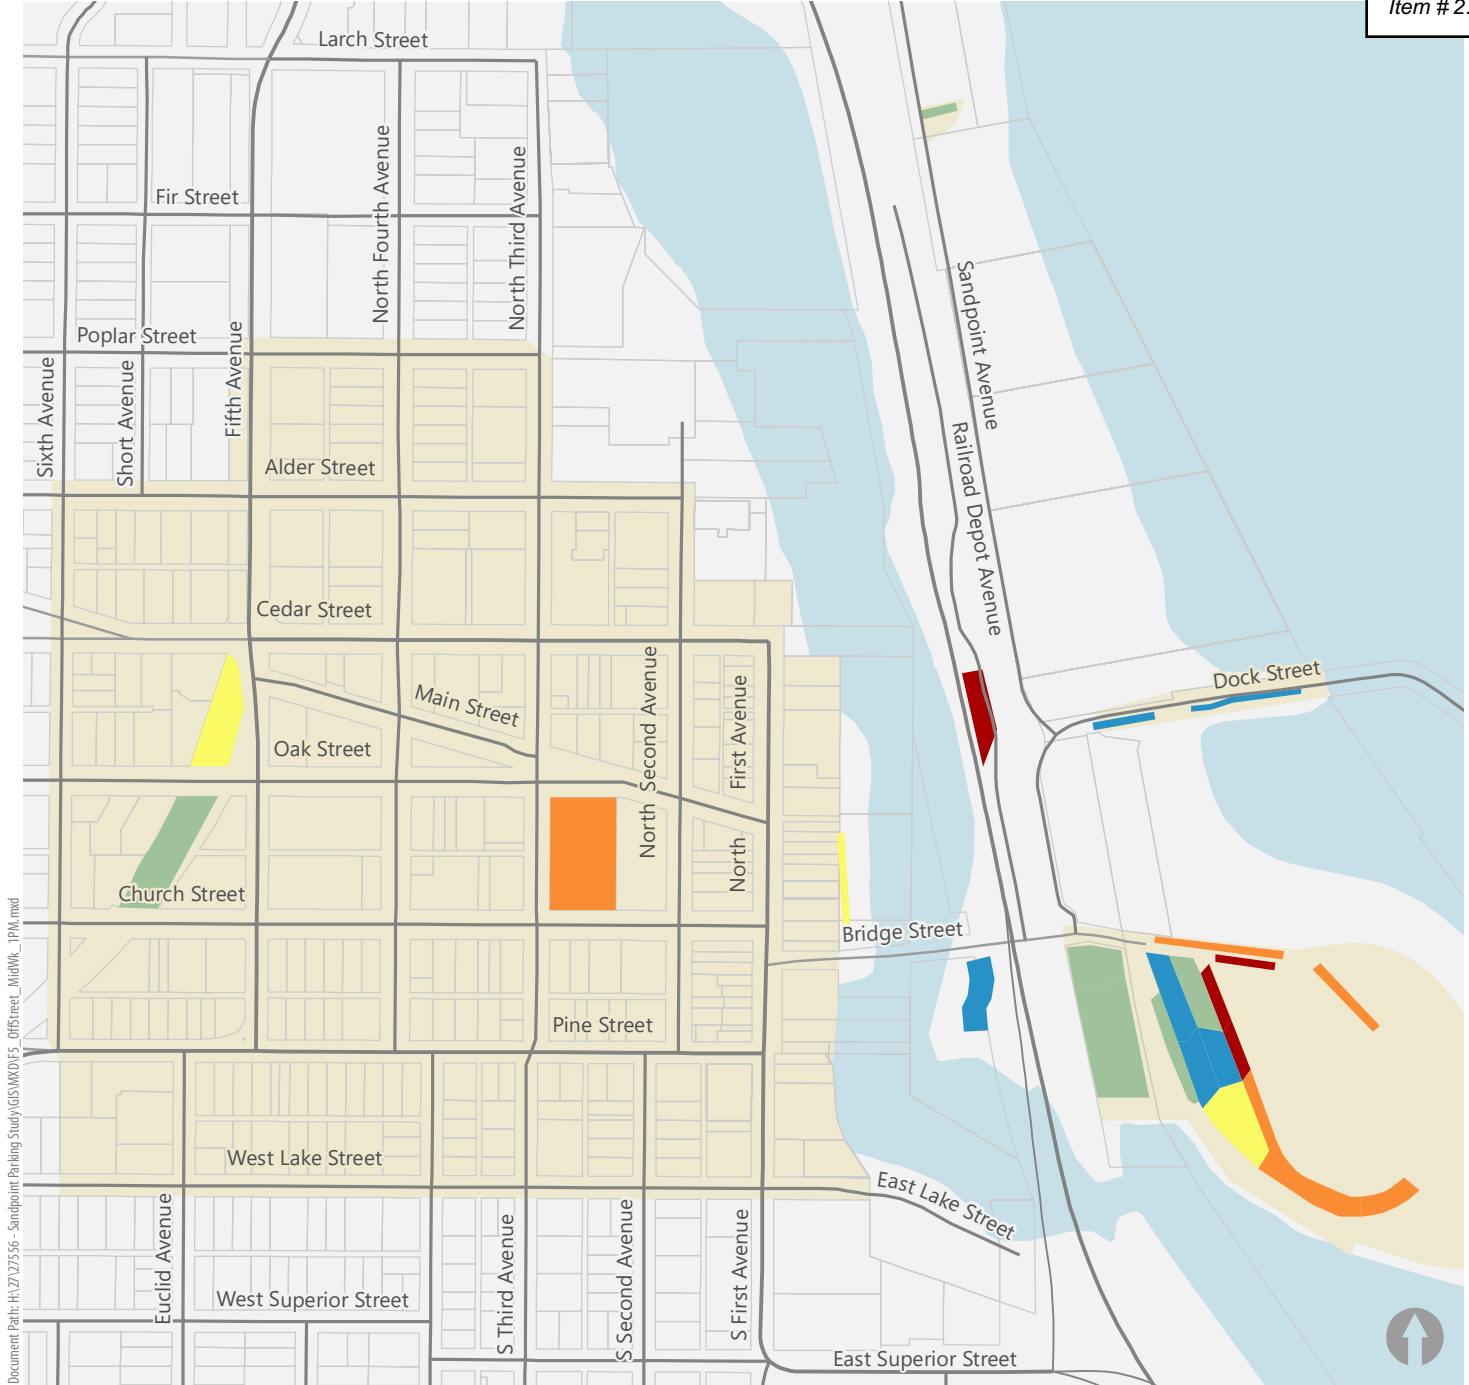 Item # 2.
Larch Street
Fir Street
North Fourth Avenue
North Third Avenue
Poplar Street
Sixth Avenue
Short Avenue
Fifth Avenue
Alder Street
Sandpoint Avenue
Railroad Depot Avenue
Cedar Street
Main Street
Oak Street
North Second Avenue
North First Avenue
Dock Street
Church Street
Bridge Street
Pine Street
West Lake Street
East Lake Street
Euclid Avenue
S Third Avenue
S Second Avenue
S First Avenue
West Superior Street
East Superior Street
Document Path: H:\27\27556 - Sandpoint Parking Study\GIS\MXD\F5_OffStreet_MidWk_1PM.mxd